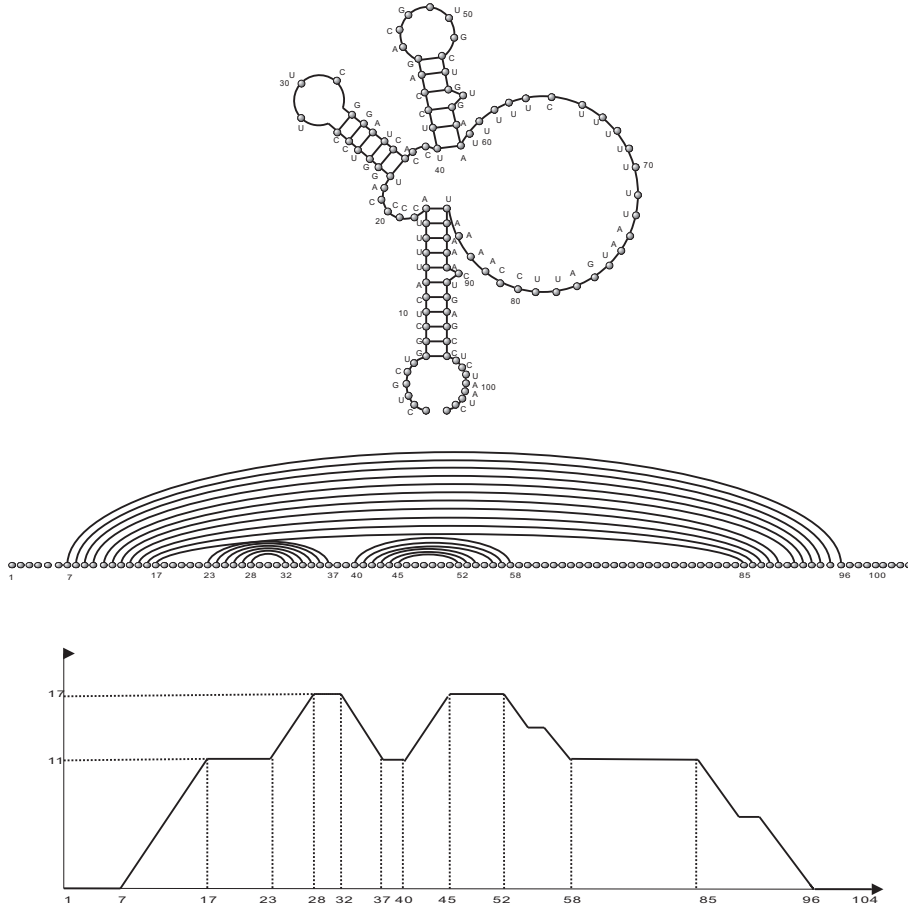 G U 50
C G
A C
G U
U C A G U
30 C G
G C A
U G A U C U U U U C U U U U U
C C U G G A C C U A U 60
40 70
A U
C C C C A U U
20 A A
U A A A U
U A A A G
U A C C U U A
U C 90 80
A U
C G
10 U A
C G
G C
G C U C
U U
C A 100
G A
U U
C C
1 7 17 23 28 32 37 40 45 52 58 85 96 100
17
11
1 7 17 23 28 32 37 40 45 52 58 85 96 104